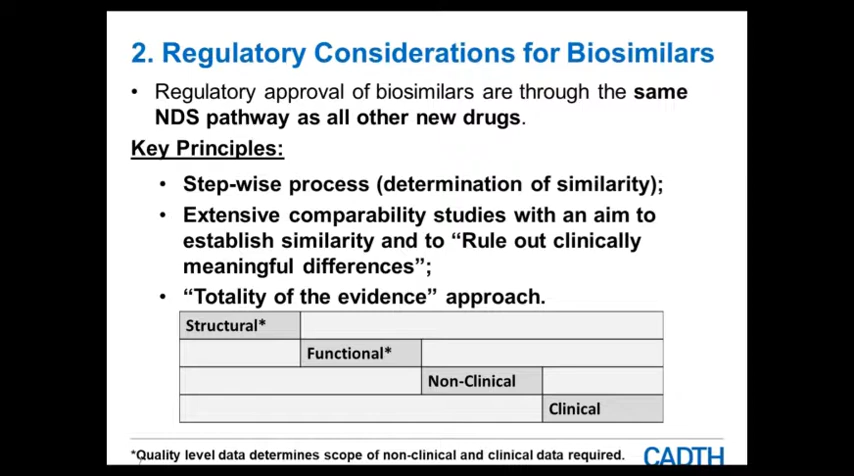 2. Regulatory Considerations for Biosimilars
• Regulatory approval of biosimilars are through the same
NDS pathway as all other new drugs.
Key Principles:
• Step-wise process (determination of similarity);
• Extensive comparability studies with an aim to
establish similarity and to “Rule out clinically
meaningful differences”;
• “Totality of the evidence” approach.
Structural*
Functional*
Non-Clinical
Clinical
*Quality level data determines scope of non-clinical and clinical data required.
CADTH